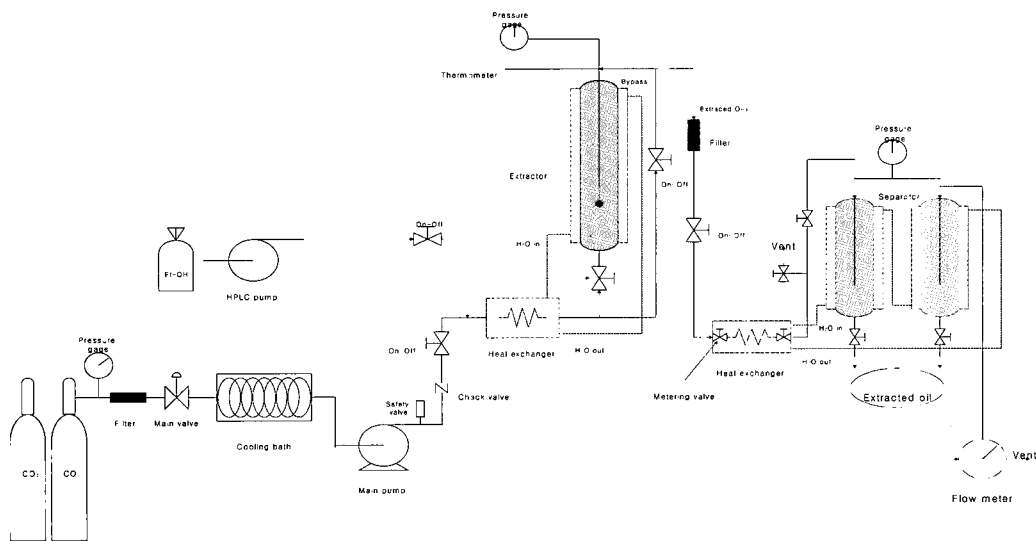 Pressure
gage
Thermometer
Bypass
Extractor
On-Off
H₂O in
Filter
On-Off
Pressure
gage
Separator
On-Off
Et-OH
HPLC pump
Vent
Pressure
gage
Filter
Main valve
Cooling bath
Safety
valve
Main pump
Check valve
On-Off
Heat exchanger
H₂O out
Metering valve
Heat exchanger
H₂O in
H₂O out
Extracted oil
CO₂
CO₂
Vent
Flow meter